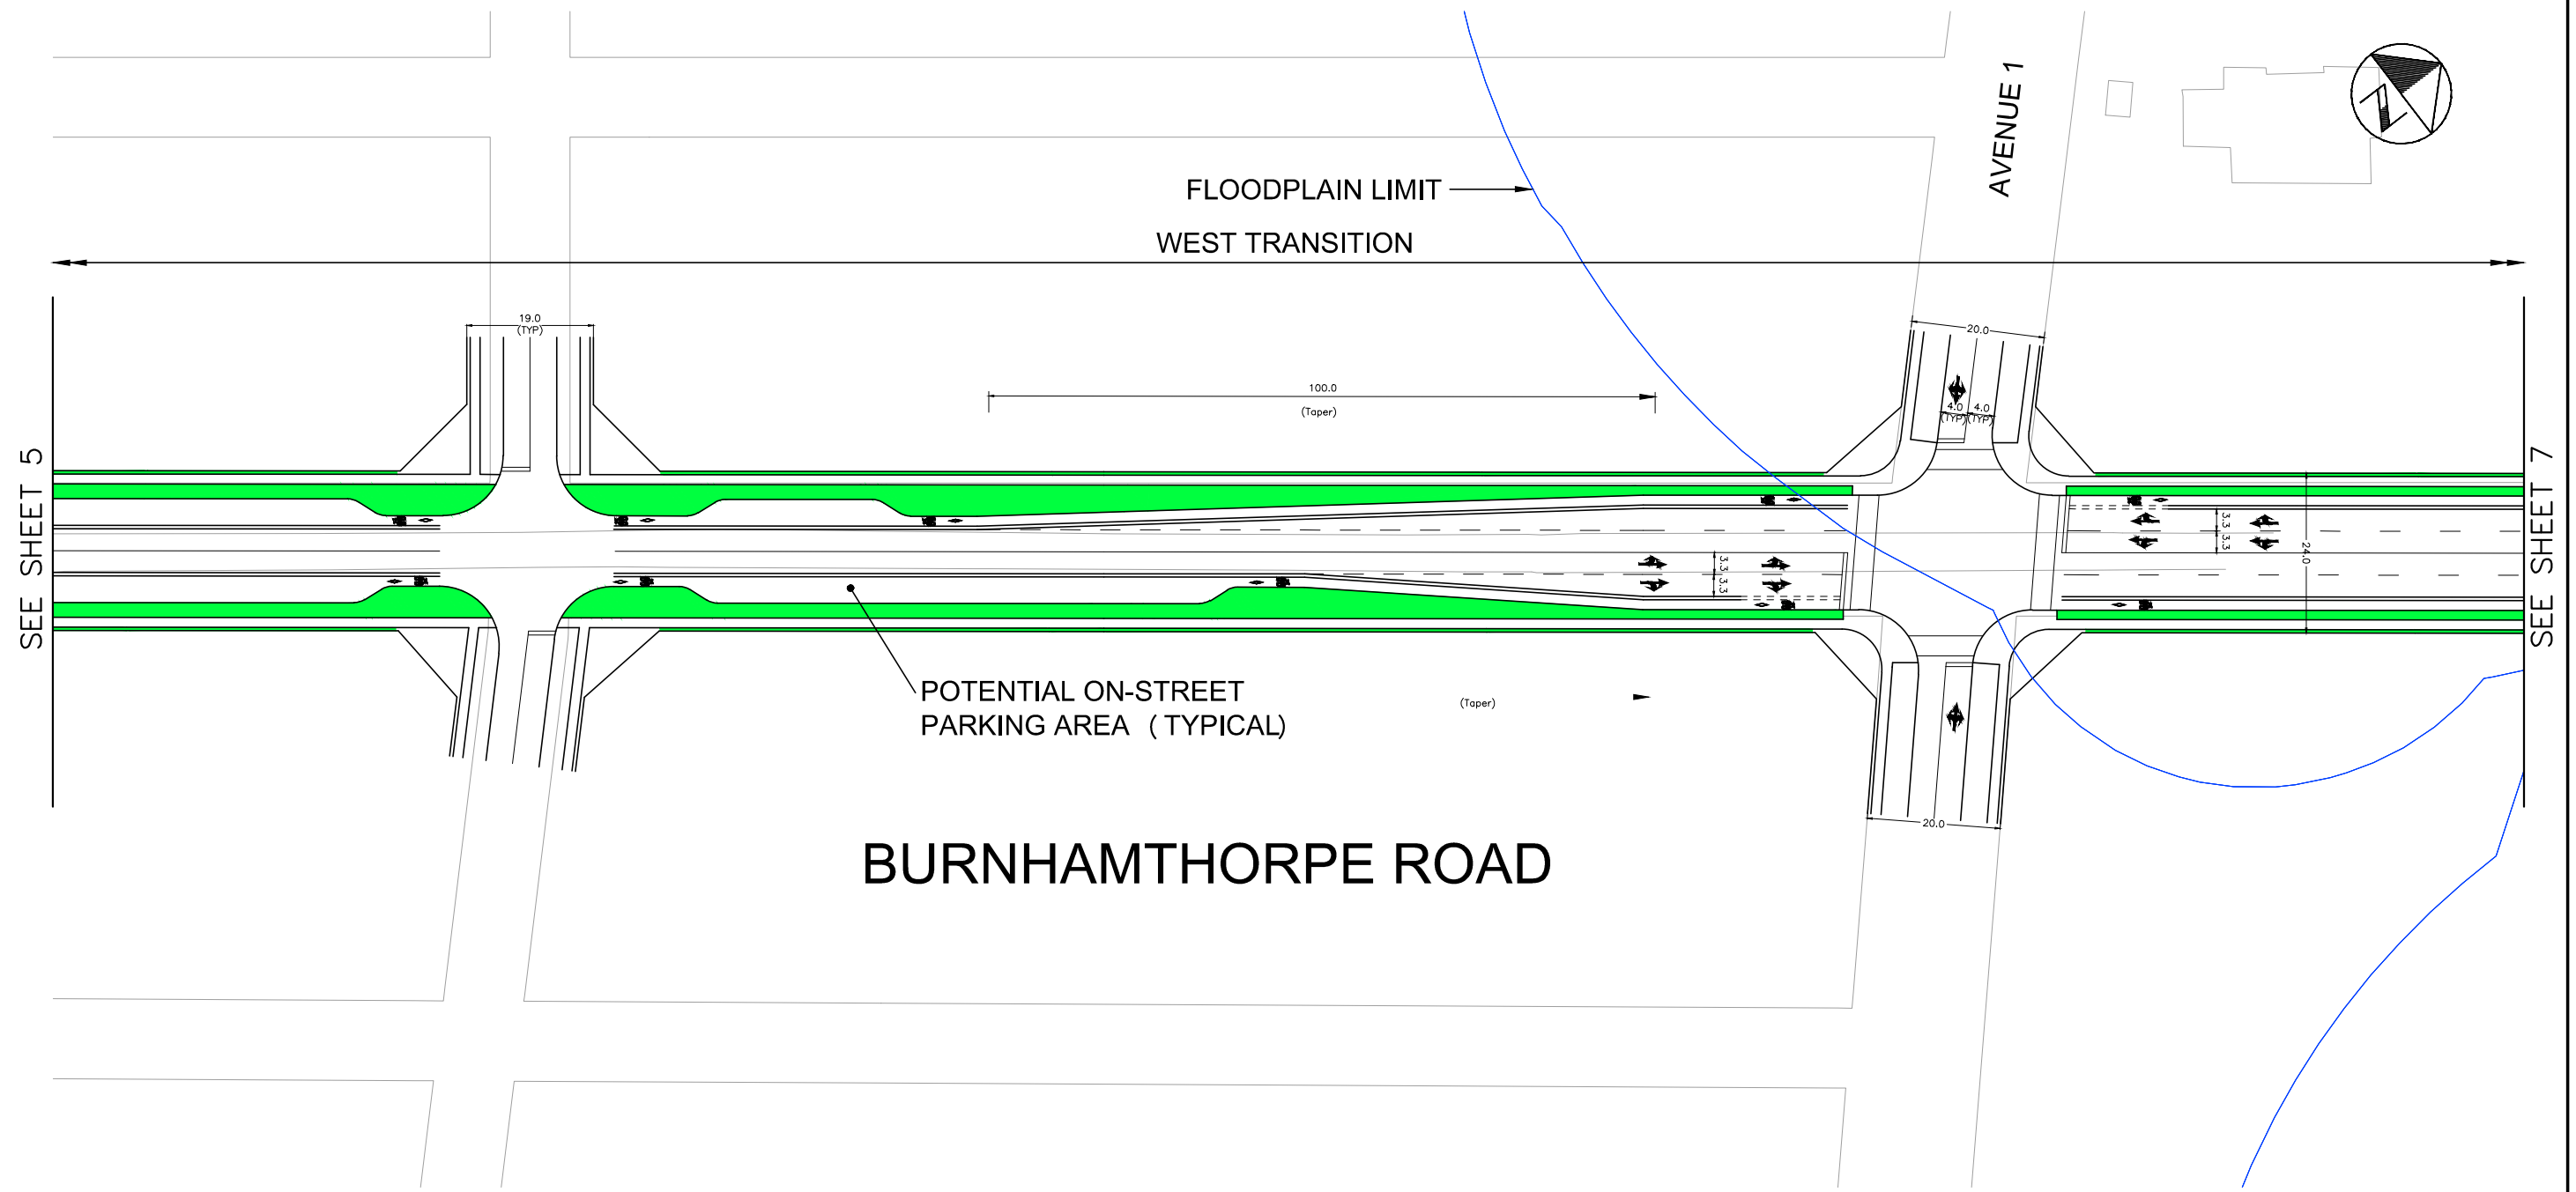 AVENUE 1
FLOODPLAIN LIMIT
WEST TRANSITION
19.0
(TYP)
20.0
100.0
(Taper)
4.0 4.0
(TYP) (TYP)
SEE SHEET 5
3.3
3.3
3.3
3.3
24.0
SEE SHEET 7
POTENTIAL ON-STREET
PARKING AREA ( TYPICAL)
(Taper)
20.0
BURNHAMTHORPE ROAD
N